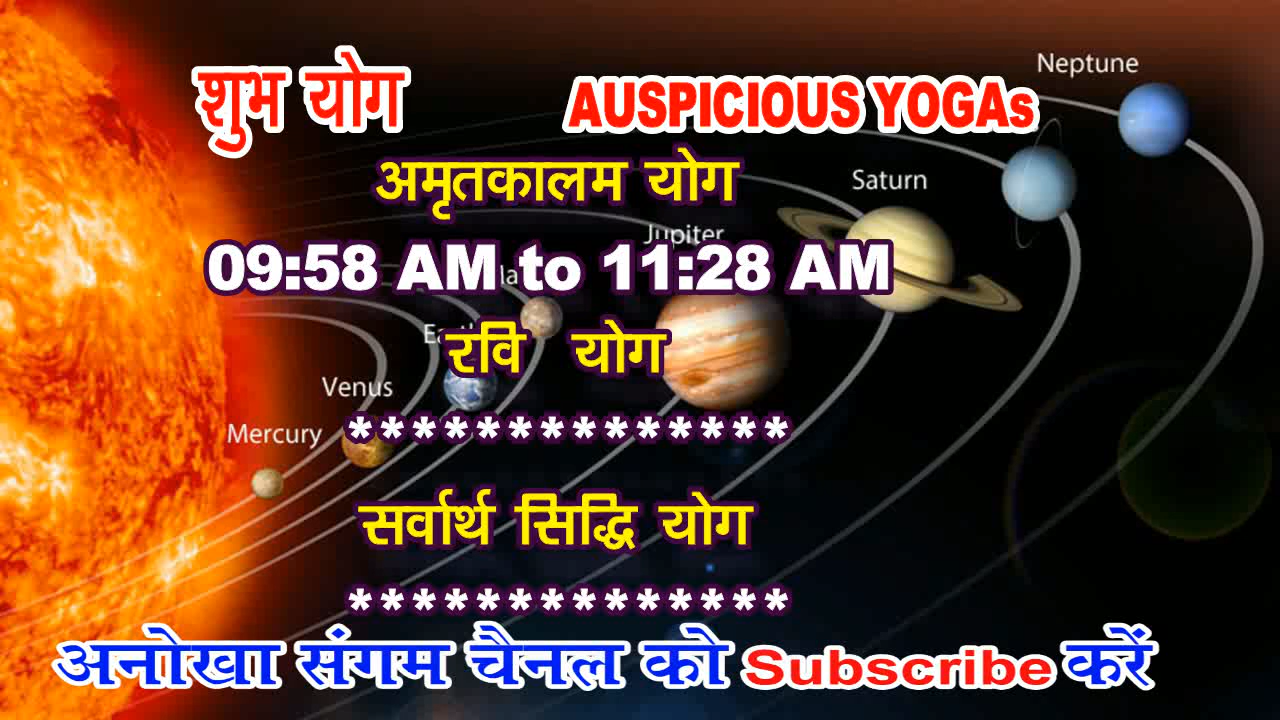 Neptune
शुभ योग AUSPICIOUS YOGAs
अमृतकालम योग
Saturn
Jupiter
09:58 AM to 11:28 AM
रवि योग
Venus
**************
Mercury
सर्वार्थ सिद्धि योग
**************
अनोखा संगम चैनल को Subscribe करें